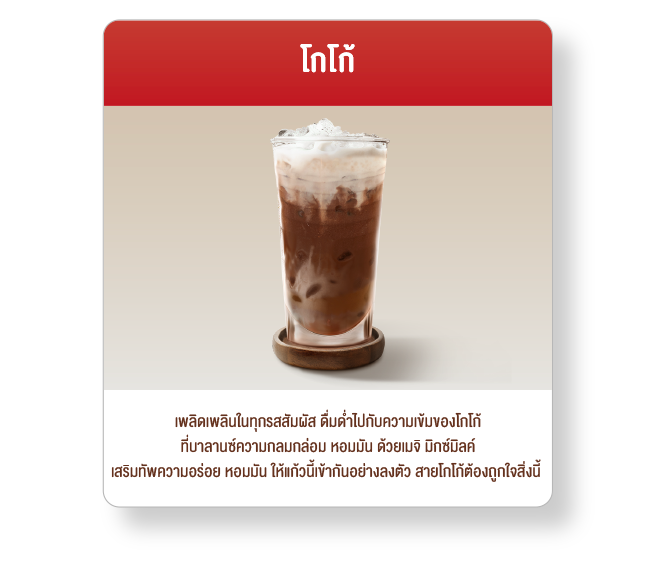 โกโก้
เพลิดเพลินในทุกรสสัมผัส ดื่มด่ำไปกับความเข้มของโกโก้
ที่บาลานซ์ความกลมกล่อม หอมมัน ด้วยเมจิ มิกซ์มิลค์
เสริมทัพความอร่อย หอมมัน ให้แก้วนี้เข้ากันอย่างลงตัว สายโกโก้ต้องถูกใจสิ่งนี้